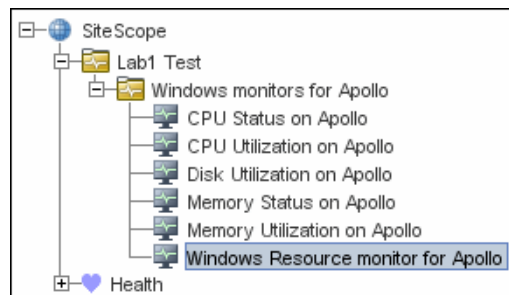 SiteScope
Lab1 Test
Windows monitors for Apollo
CPU Status on Apollo
CPU Utilization on Apollo
Disk Utilization on Apollo
Memory Status on Apollo
Memory Utilization on Apollo
Windows Resource monitor for Apollo
Health